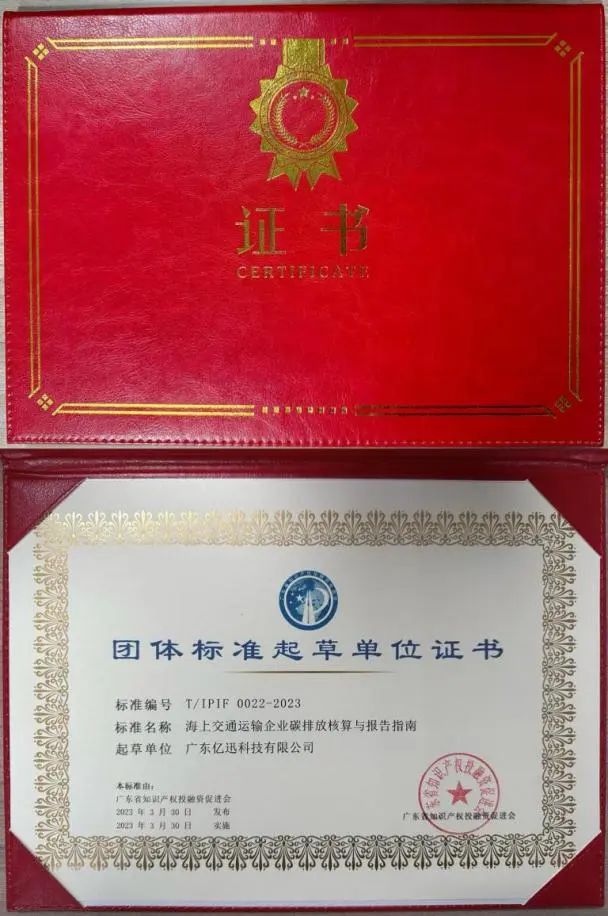 证书
CERTIFICATE
团体标准起草单位证书
标准编号 T/IPIF 0022-2023
标准名称 海上交通运输企业碳排放核算与报告指南
起草单位 广东亿迅科技有限公司
本标准由:
广东省知识产权投融资促进会
2023 年 3 月 30 日 发布
2023 年 3 月 30 日 实施
广东省知识产权投融资促进会